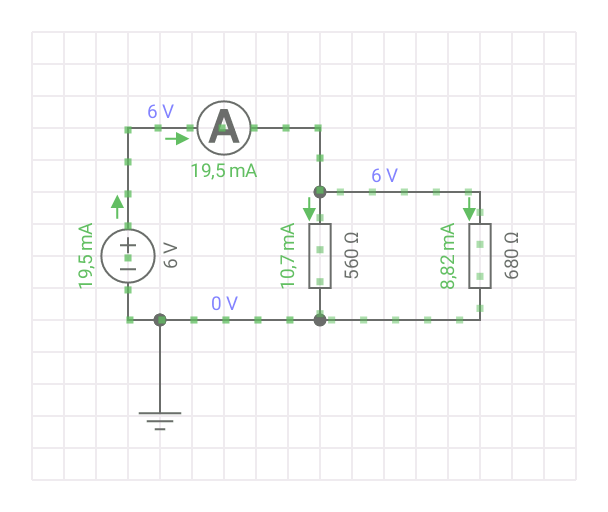 6 V
A
19,5 mA
6 V
19,5 mA
6 V
10,7 mA
560 Ω
8,82 mA
680 Ω
0 V